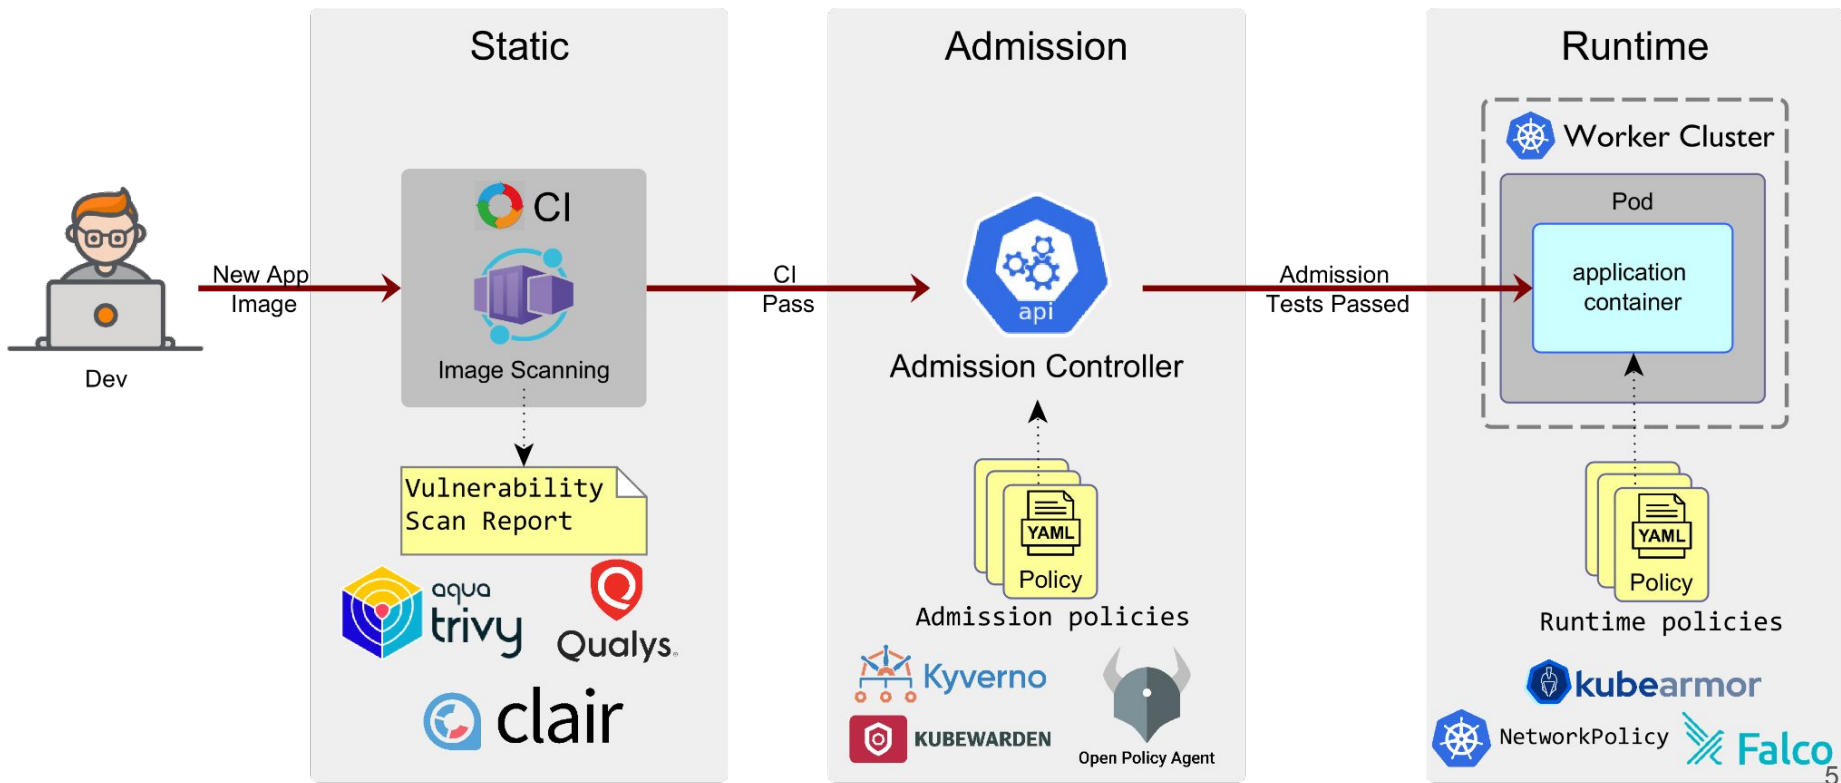 Static
Admission
Runtime
Worker Cluster
Pod
application
container
CI
Image Scanning
New App
Image
Dev
CI
Pass
api
Admission Controller
Admission
Tests Passed
Vulnerability
Scan Report
aqua
trivy
Qualys.
clair
YAML
Policy
Admission policies
Kyverno
KUBEWARDEN
Open Policy Agent
YAML
Policy
Runtime policies
kubearmor
NetworkPolicy
Falco
5